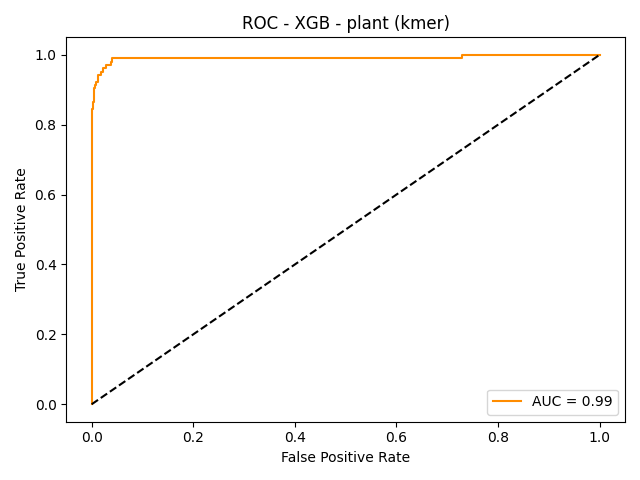 ROC - XGB - plant (kmer)
True Positive Rate
1.0
0.8
0.6
0.4
0.2
0.0
0.0 0.2 0.4 0.6 0.8 1.0
False Positive Rate
AUC = 0.99